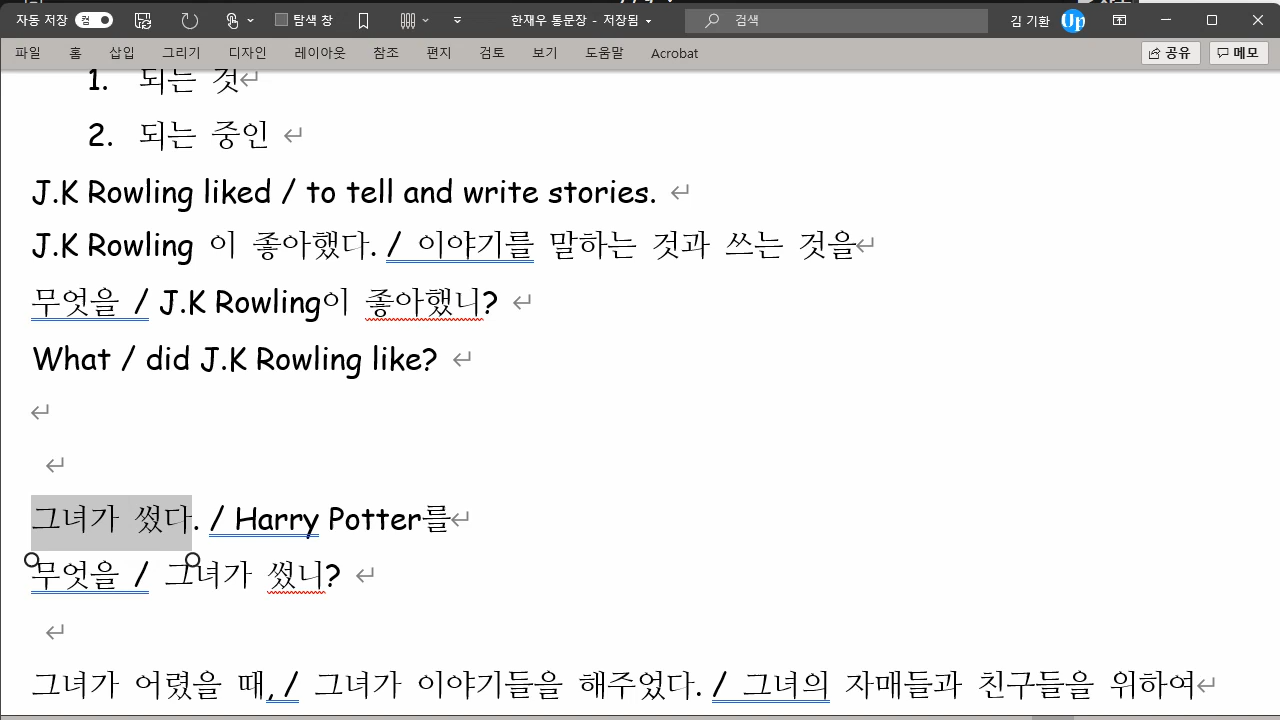 자동 저장 컴 탐색 창 한재우 통문장 - 저장됨 검색 김 기환 Up
파일 홈 삽입 그리기 디자인 레이아웃 참조 편지 검토 보기 도움말 Acrobat 공유 메모
1. 되는 것
2. 되는 중인
J.K Rowling liked / to tell and write stories.
J.K Rowling 이 좋아했다. / 이야기를 말하는 것과 쓰는 것을
무엇을 / J.K Rowling이 좋아했니?
What / did J.K Rowling like?
그녀가 썼다. / Harry Potter를
무엇을 / 그녀가 썼니?
그녀가 어렸을 때, / 그녀가 이야기들을 해주었다. / 그녀의 자매들과 친구들을 위하여